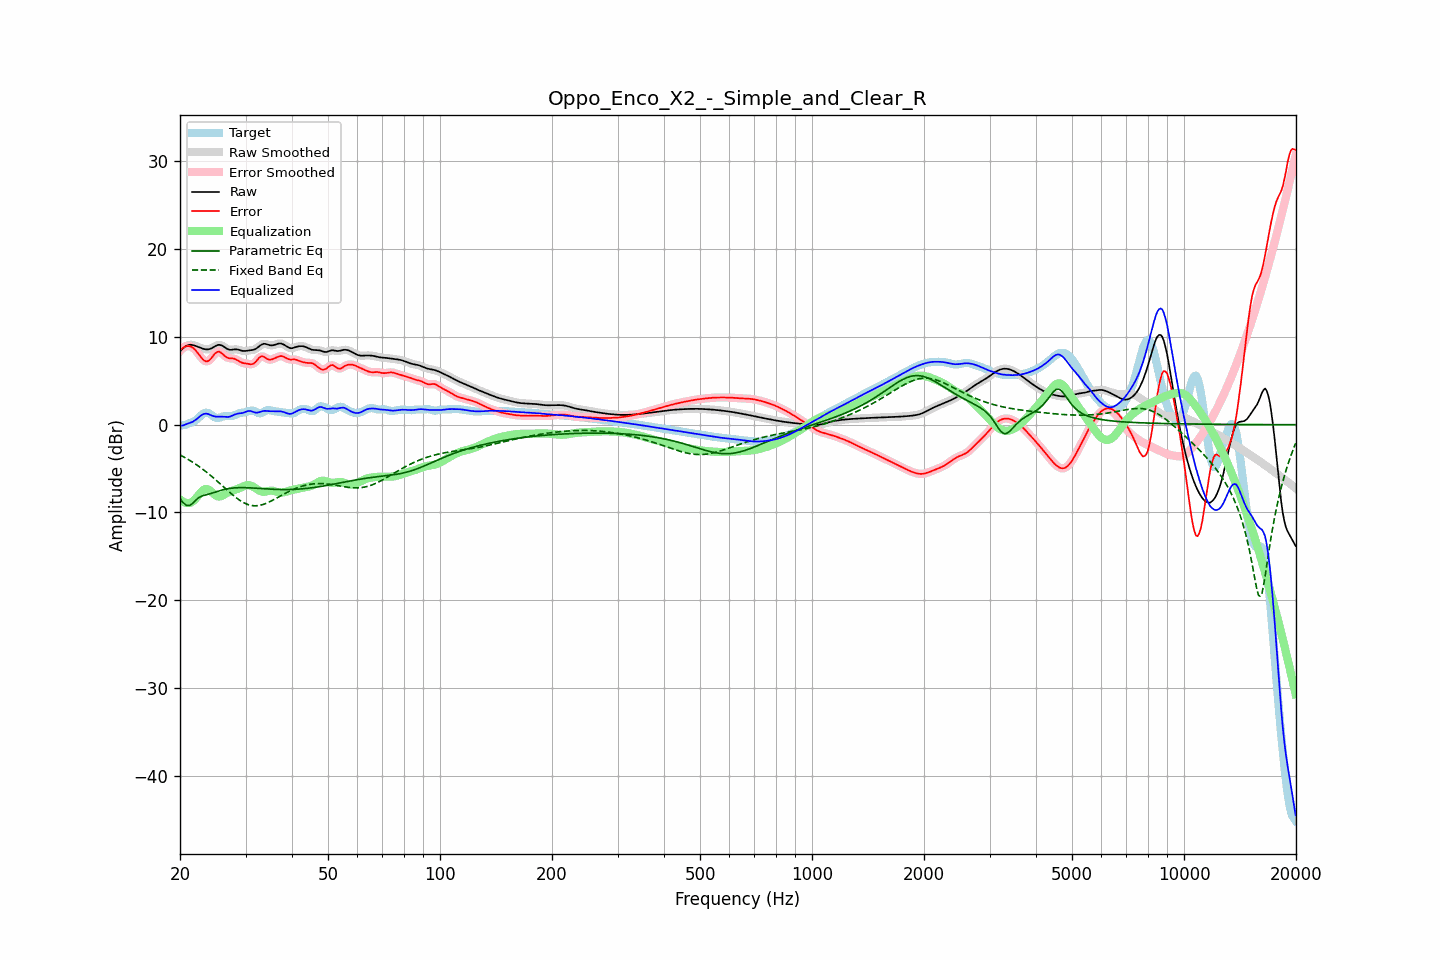 Oppo_Enco_X2_-_Simple_and_Clear_R
Target
Raw Smoothed
Error Smoothed
Raw
Error
Equalization
Parametric Eq
Fixed Band Eq
Equalized
Amplitude (dBr)
30
20
10
0
−10
−20
−30
−40
20 50 100 200 500 1000 2000 5000 10000 20000
Frequency (Hz)